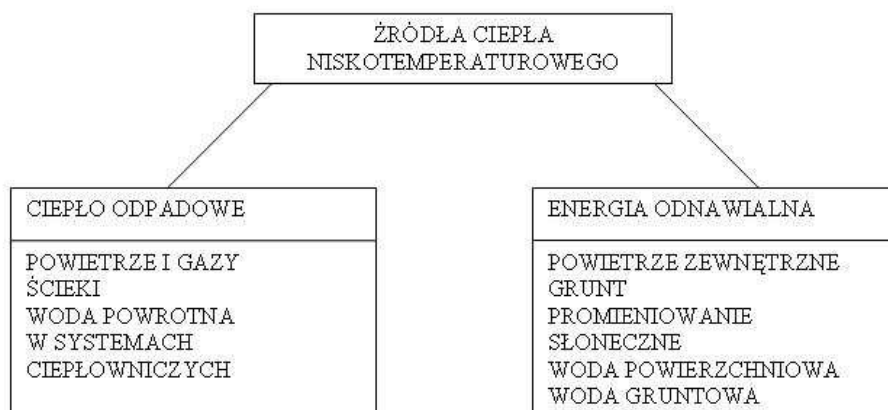 ŹRÓDŁA CIEPŁA
NISKOTEMPERATUROWEGO
CIEPŁO ODPADOWE
POWIETRZE I GAZY
ŚCIEKI
WODA POWROTNA
W SYSTEMACH
CIEPŁOWNICZYCH
ENERGIA ODNAWIALNA
POWIETRZE ZEWNĘTRZNE
GRUNT
PROMIENIOWANIE
SŁONECZNE
WODA POWIERZCHNIOWA
WODA GRUNTOWA